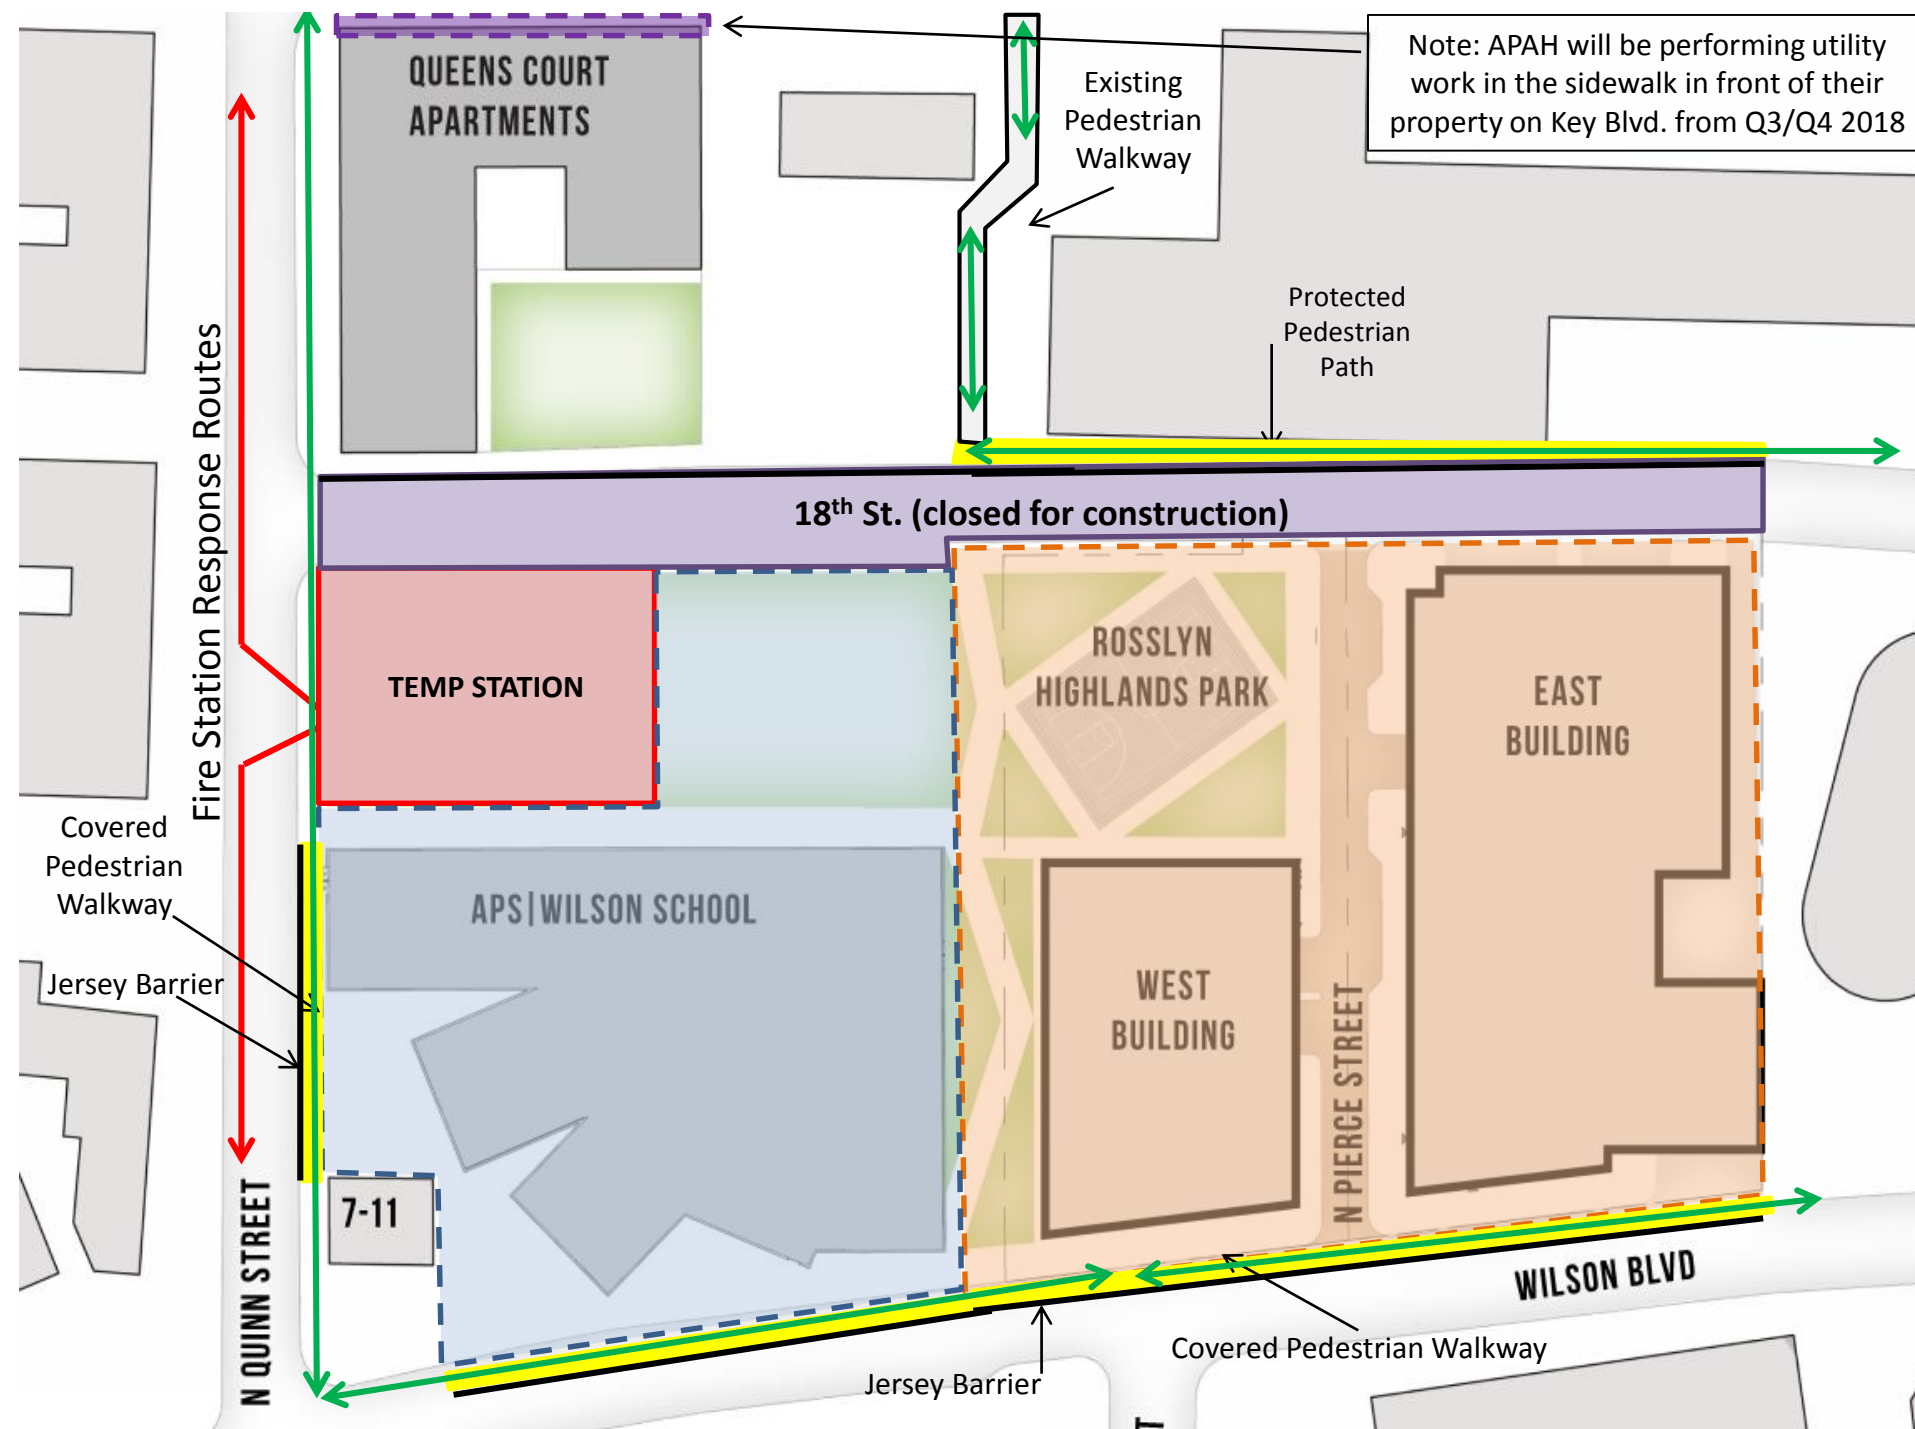 QUEENS COURT
APARTMENTS
Existing
Pedestrian
Walkway
Note: APAH will be performing utility
work in the sidewalk in front of their
property on Key Blvd. from Q3/Q4 2018
Protected
Pedestrian
Path
Fire Station Response Routes
18th St. (closed for construction)
TEMP STATION
ROSSLYN
HIGHLANDS PARK
EAST
BUILDING
Covered
Pedestrian
Walkway
Jersey Barrier
APS|WILSON SCHOOL
WEST
BUILDING
N PIERCE STREET
7-11
N QUINN STREET
WILSON BLVD
Covered Pedestrian Walkway
Jersey Barrier